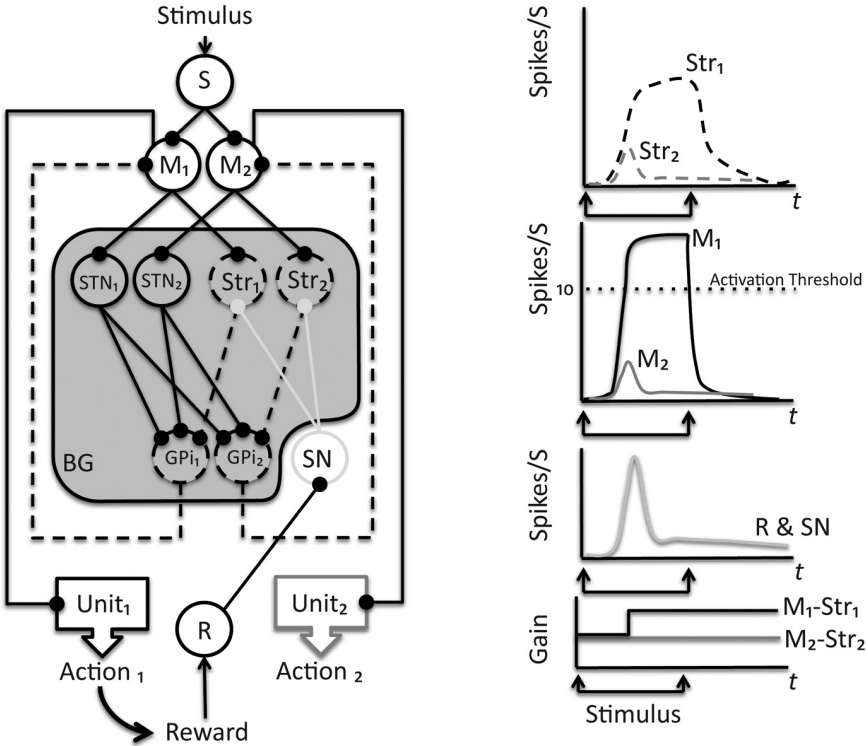 Stimulus
S
M₁ M₂
STN₁ STN₂ Str₁ Str₂
GPi₁ GPi₂ SN
BG
Unit₁ R Unit₂
Action ₁ Action ₂
Reward
Spikes/S
Str₁
Str₂
t
Spikes/S
M₁
Activation Threshold
10
M₂
t
Spikes/S
R & SN
t
Gain
M₁-Str₁
M₂-Str₂
t
Stimulus